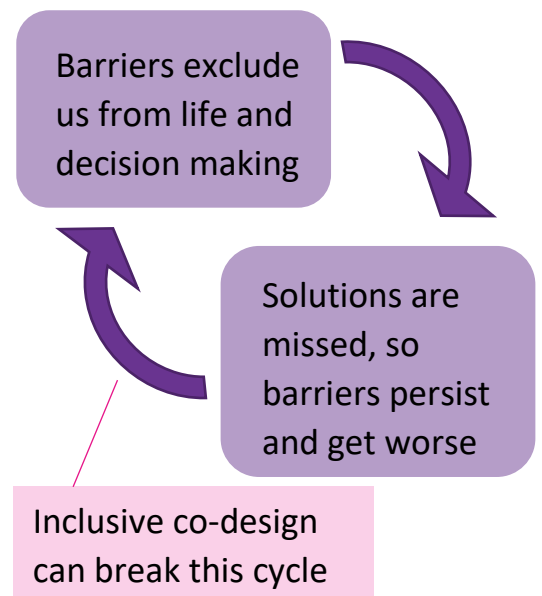 Barriers exclude
us from life and
decision making
Solutions are
missed, so
barriers persist
and get worse
Inclusive co-design
can break this cycle